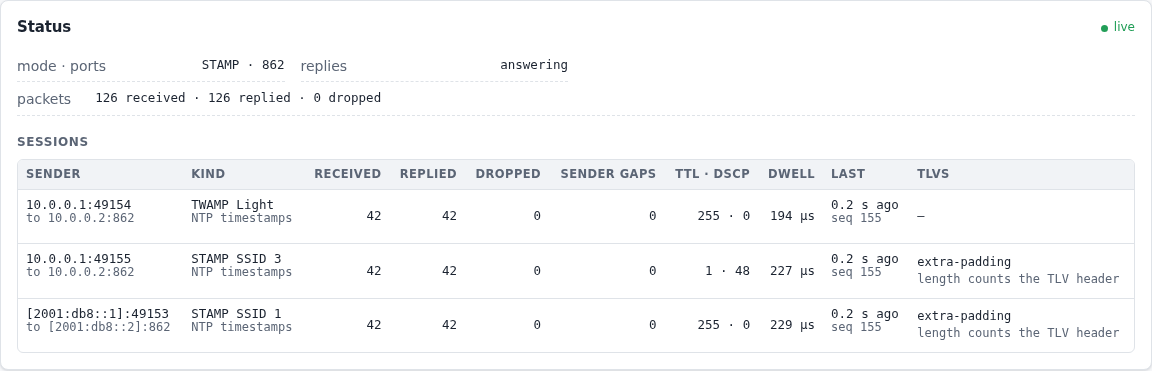 Status
live
mode · ports STAMP · 862 replies answering
packets 126 received · 126 replied · 0 dropped
SESSIONS
SENDER KIND RECEIVED REPLIED DROPPED SENDER GAPS TTL · DSCP DWELL LAST TLVS
10.0.0.1:49154 TWAMP Light 42 42 0 0 255 · 0 194 µs 0.2 s ago –
to 10.0.0.2:862 NTP timestamps seq 155
10.0.0.1:49155 STAMP SSID 3 42 42 0 0 1 · 48 227 µs 0.2 s ago extra-padding
to 10.0.0.2:862 NTP timestamps seq 155 length counts the TLV header
[2001:db8::1]:49153 STAMP SSID 1 42 42 0 0 255 · 0 229 µs 0.2 s ago extra-padding
to [2001:db8::2]:862 NTP timestamps seq 155 length counts the TLV header